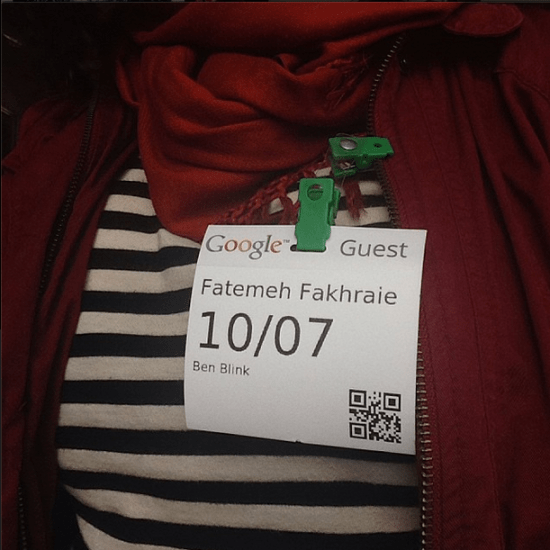 Google™ Guest
Fatemeh Fakhraie
10/07
Ben Blink